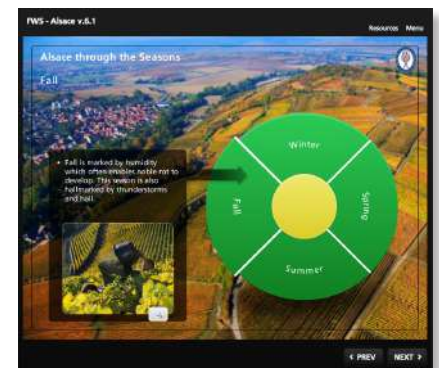 FWS - Alsace v.6.1
Resources Menu
Alsace through the Seasons
Fall
• Fall is marked by humidity
which often enables noble rot to
develop. This season is also
hallmarked by thunderstorms
and hail.
Winter
Fall
Spring
Summer
< PREV NEXT >